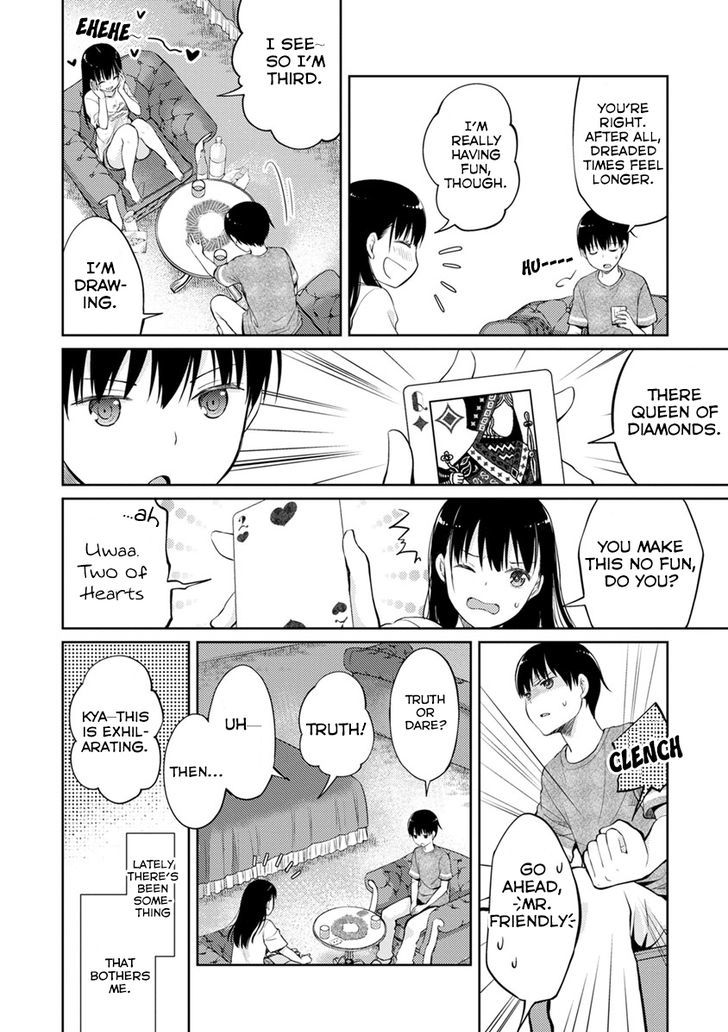 YOU'RE
RIGHT.
AFTER ALL,
DREADED
TIMES FEEL
LONGER.
HU----
I'M
REALLY
HAVING
FUN,
THOUGH.
I SEE~
SO I'M
THIRD.
EHEHE~
I'M
DRAW-
ING.
THERE
QUEEN OF
DIAMONDS.
Q
YOU MAKE
THIS NO FUN,
DO YOU?
2
...ah
Uwaa.
Two of
Hearts
CLENCH
GO
AHEAD,
MR.
FRIENDLY
TRUTH
OR
DARE?
TRUTH!
UH—
THEN...
KYA—THIS
IS EXHIL-
ARATING.
LATELY,
THERE'S
BEEN
SOME-
THING
THAT
BOTHERS
ME.